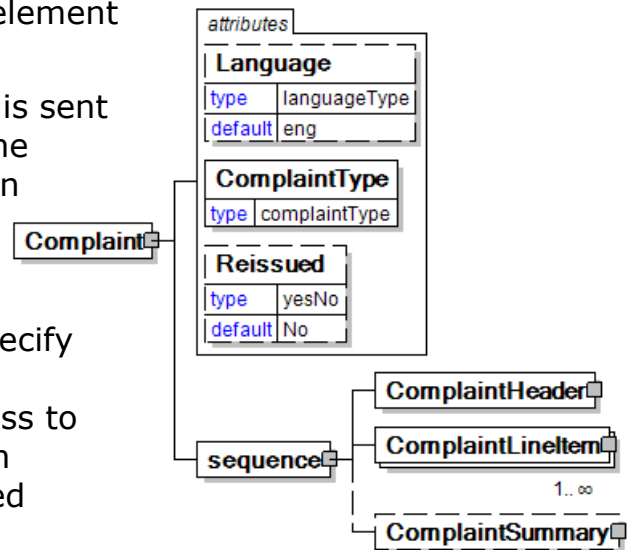 element
is sent
ne
n
ecify
ss to
n
ed
attributes
Language
type languageType
default eng
ComplaintType
type complaintType
Reissued
type yesNo
default No
Complaint
sequence
ComplaintHeader
ComplaintLineItem
1.. ∞
ComplaintSummary